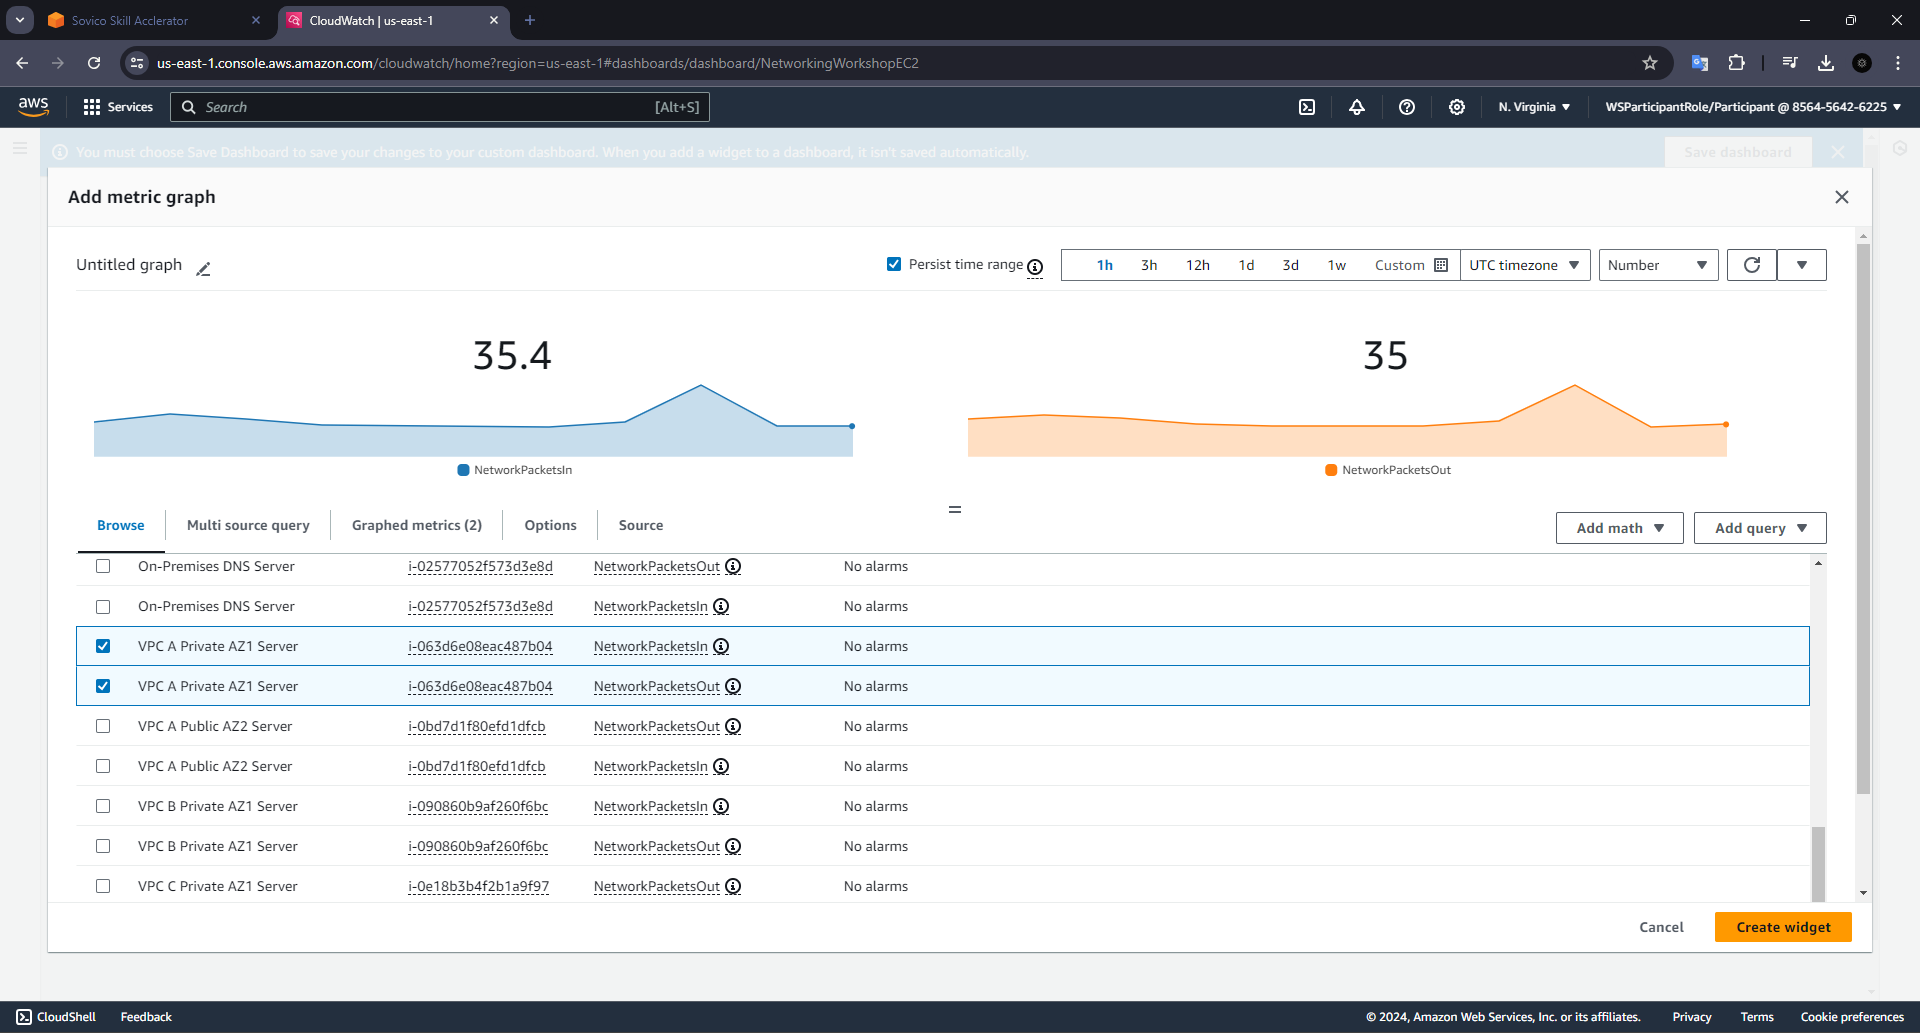 Sovico Skill Acclerator
CloudWatch | us-east-1
us-east-1.console.aws.amazon.com/cloudwatch/home?region=us-east-1#dashboards/dashboard/NetworkingWorkshopEC2
aws Services Search [Alt+S] N. Virginia WSParticipantRole/Participant @ 8564-5642-6225
You must choose Save Dashboard to save your changes to your custom dashboard. When you add a widget to a dashboard, it isn't saved automatically. Save dashboard
Add metric graph
Untitled graph Persist time range 1h 3h 12h 1d 3d 1w Custom UTC timezone Number
35.4 35
NetworkPacketsIn NetworkPacketsOut
Browse Multi source query Graphed metrics (2) Options Source Add math Add query
On-Premises DNS Server i-02577052f573d3e8d NetworkPacketsOut No alarms
On-Premises DNS Server i-02577052f573d3e8d NetworkPacketsIn No alarms
VPC A Private AZ1 Server i-063d6e08eac487b04 NetworkPacketsIn No alarms
VPC A Private AZ1 Server i-063d6e08eac487b04 NetworkPacketsOut No alarms
VPC A Public AZ2 Server i-0bd7d1f80efd1dfcb NetworkPacketsOut No alarms
VPC A Public AZ2 Server i-0bd7d1f80efd1dfcb NetworkPacketsIn No alarms
VPC B Private AZ1 Server i-090860b9af260f6bc NetworkPacketsIn No alarms
VPC B Private AZ1 Server i-090860b9af260f6bc NetworkPacketsOut No alarms
VPC C Private AZ1 Server i-0e18b3b4f2b1a9f97 NetworkPacketsOut No alarms
Cancel Create widget
CloudShell Feedback © 2024, Amazon Web Services, Inc. or its affiliates. Privacy Terms Cookie preferences